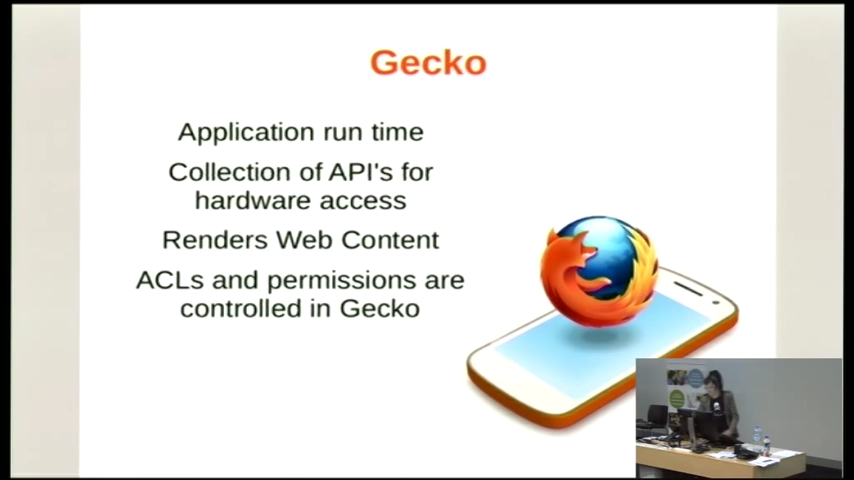 Gecko
Application run time
Collection of API's for
hardware access
Renders Web Content
ACLs and permissions are
controlled in Gecko